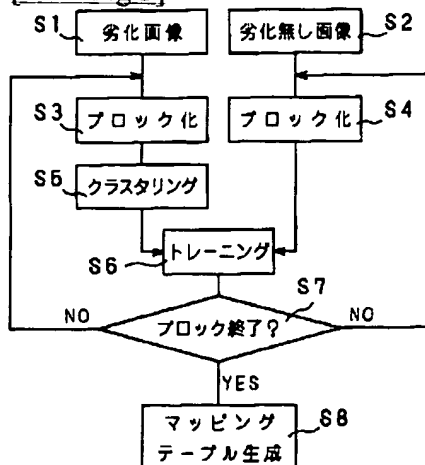 S1
劣化画像
劣化無し画像
S2
S3
ブロック化
ブロック化
S4
S5
クラスタリング
トレーニング
S6
S7
NO
ブロック終了?
NO
YES
マッピング
テーブル生成
S8